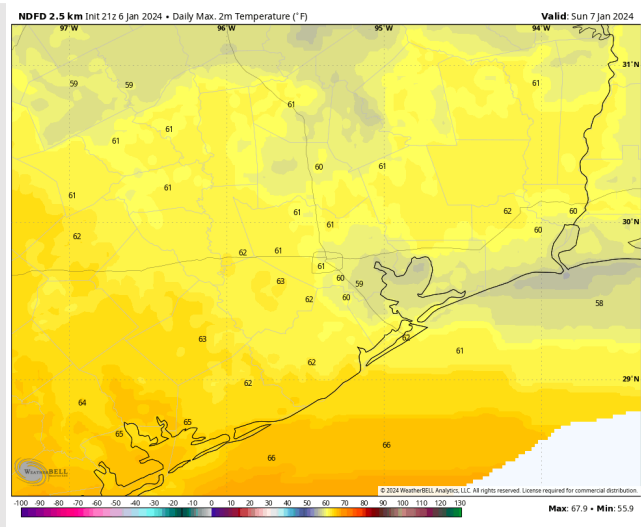 NDFD 2.5 km Init 21z 6 Jan 2024 • Daily Max. 2m Temperature (°F)
Valid: Sun 7 Jan 2024
97°W 96°W 95°W 94°W
31°N
59 59 61
61
61
61
60 61
61 61
61 62 60
30°N
62 61 60
62 61
61
63 60 59
62 60
58
63 62
61
62
62
29°N
64
65 65
66
66
WEATHERBELL
© 2024 WeatherBELL Analytics, LLC. All rights reserved. License required for commercial distribution.
-100 -90 -80 -70 -60 -50 -40 -30 -20 -10 0 10 20 30 40 50 60 70 80 90 100 110 120 130
Max: 67.9 • Min: 55.9